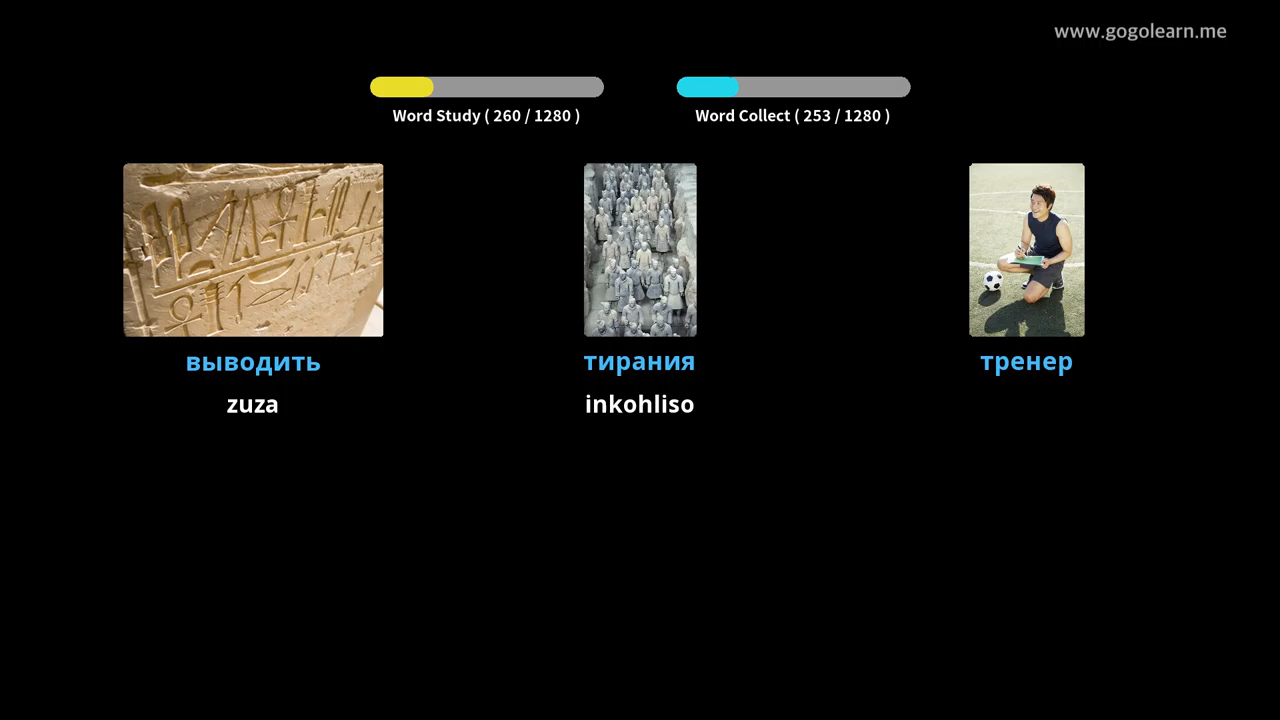 www.gogolearn.me
Word Study ( 260 / 1280 )
Word Collect ( 253 / 1280 )
выводить
zuza
тирания
inkohliso
тренер